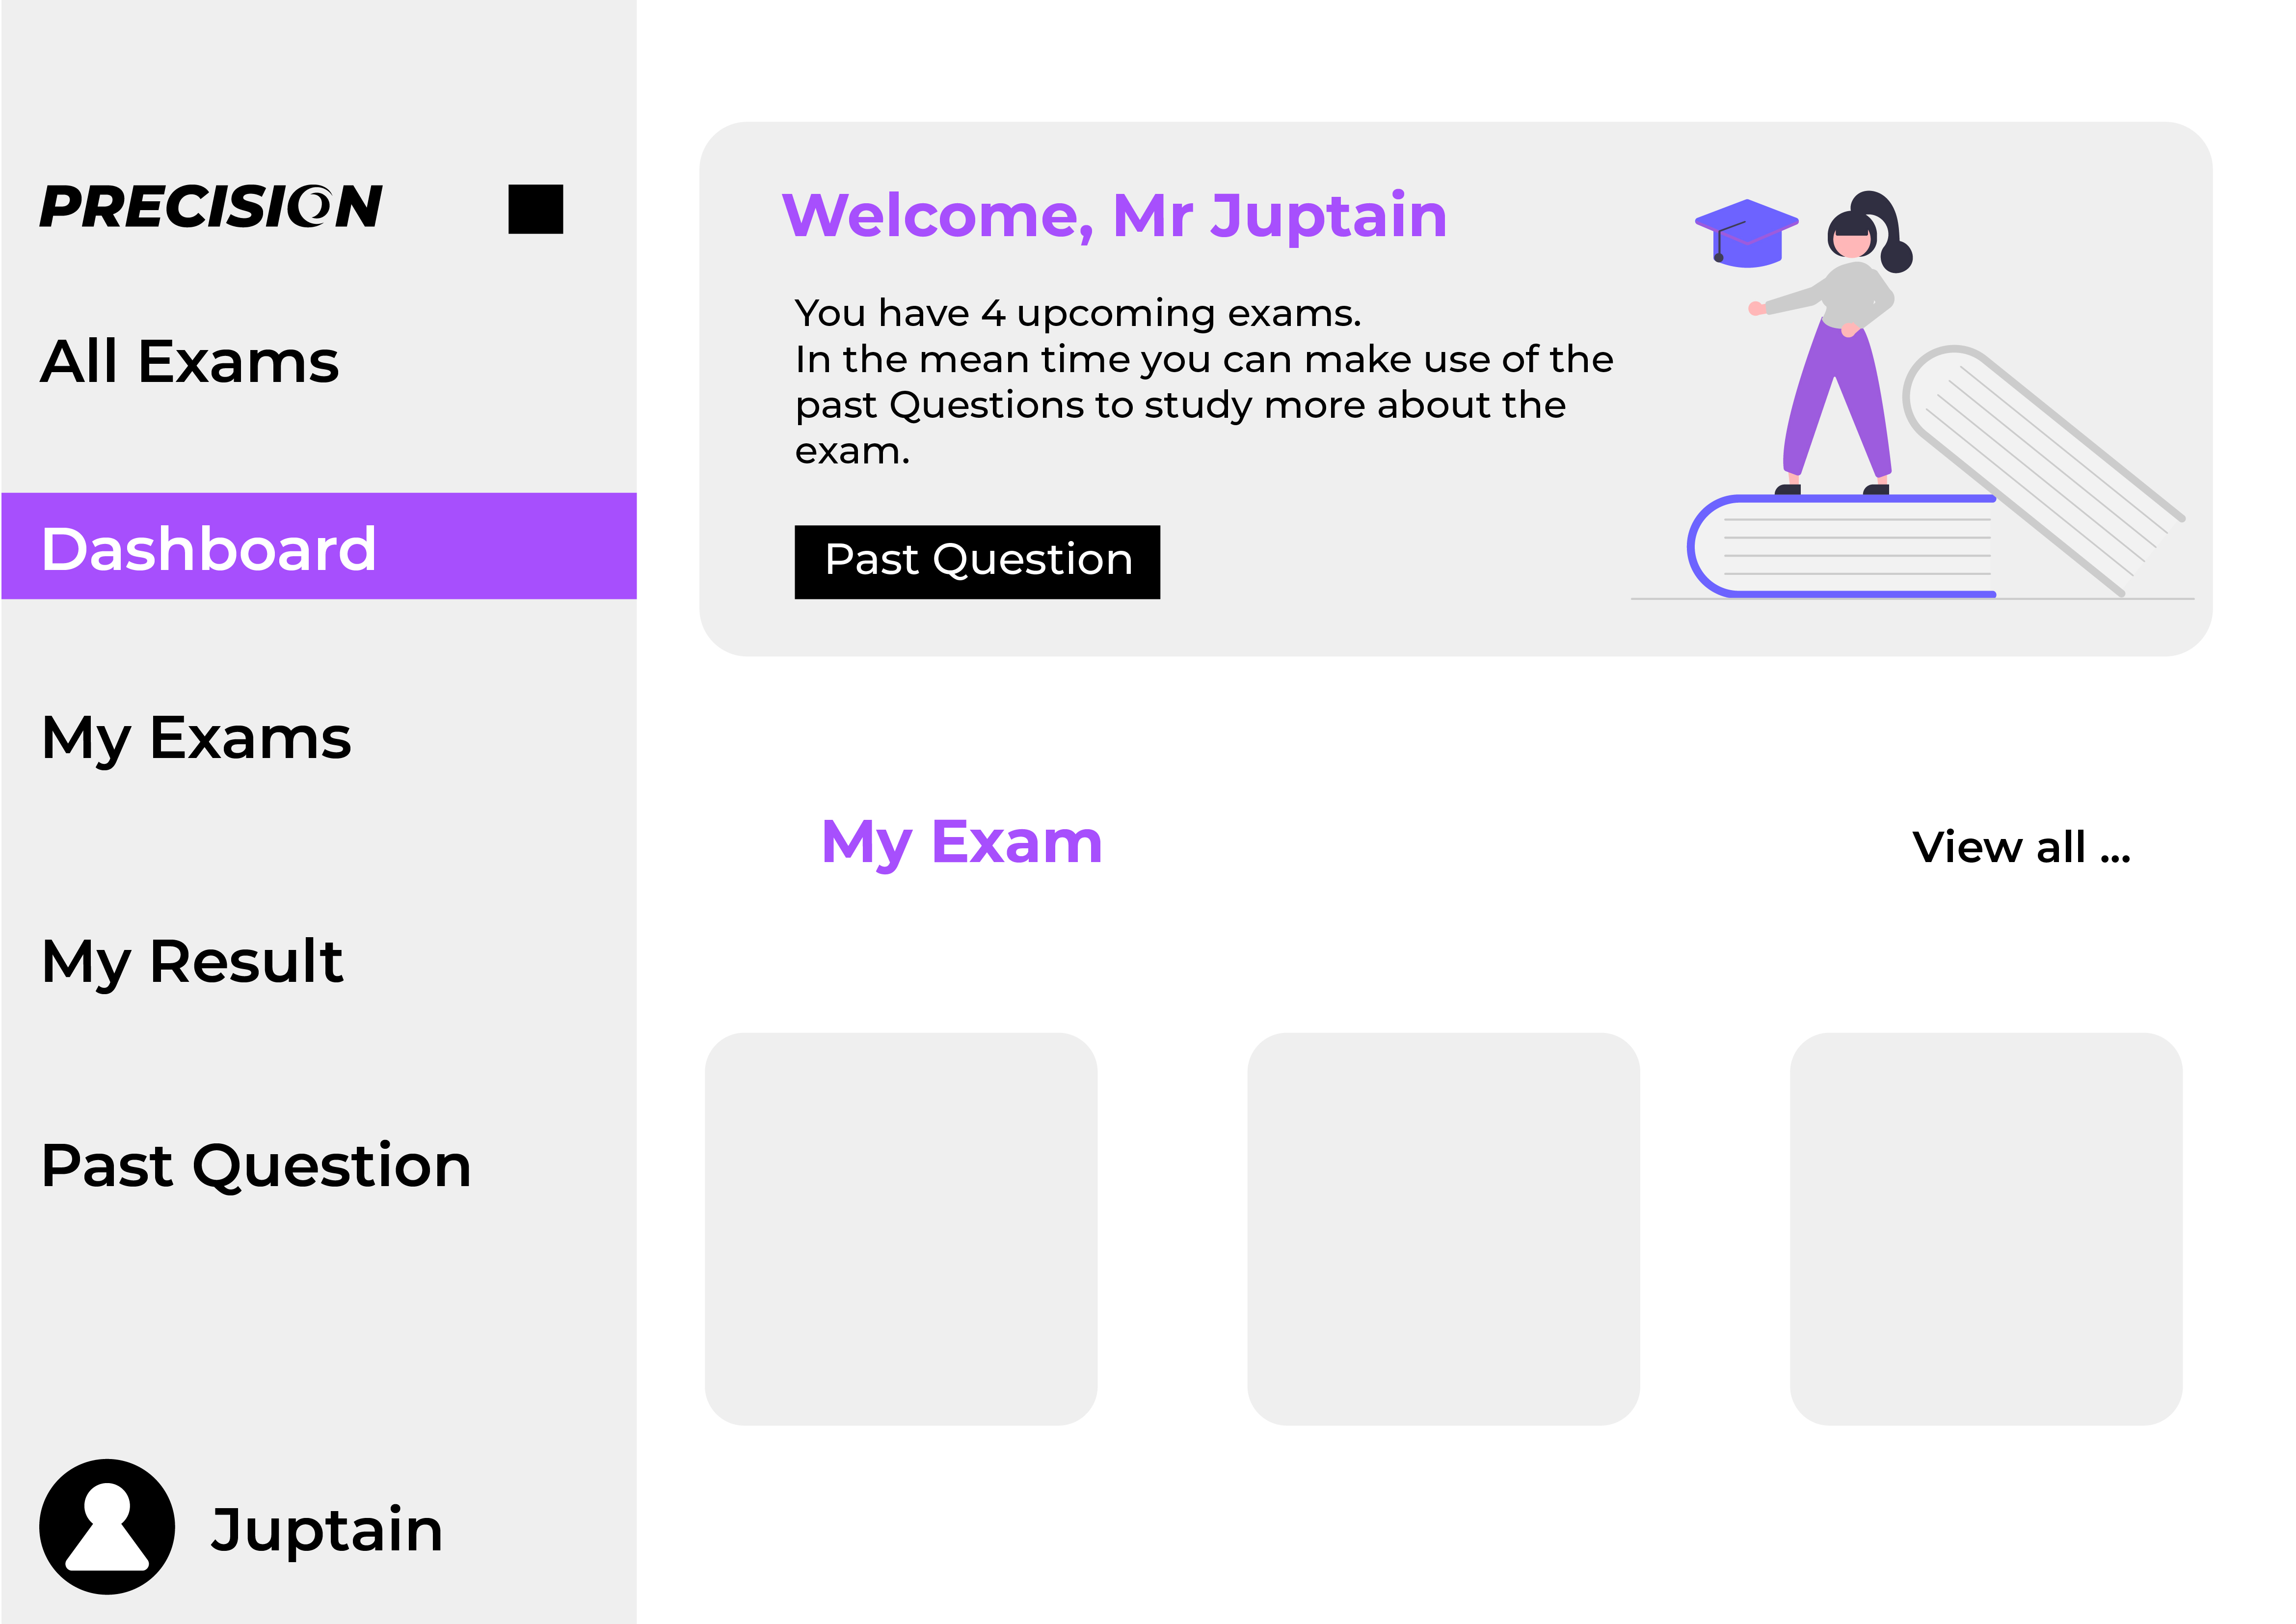 PRECISION
All Exams
Dashboard
My Exams
My Result
Past Question
Juptain
Welcome, Mr Juptain
You have 4 upcoming exams.
In the mean time you can make use of the
past Questions to study more about the
exam.
Past Question
My Exam
View all ...